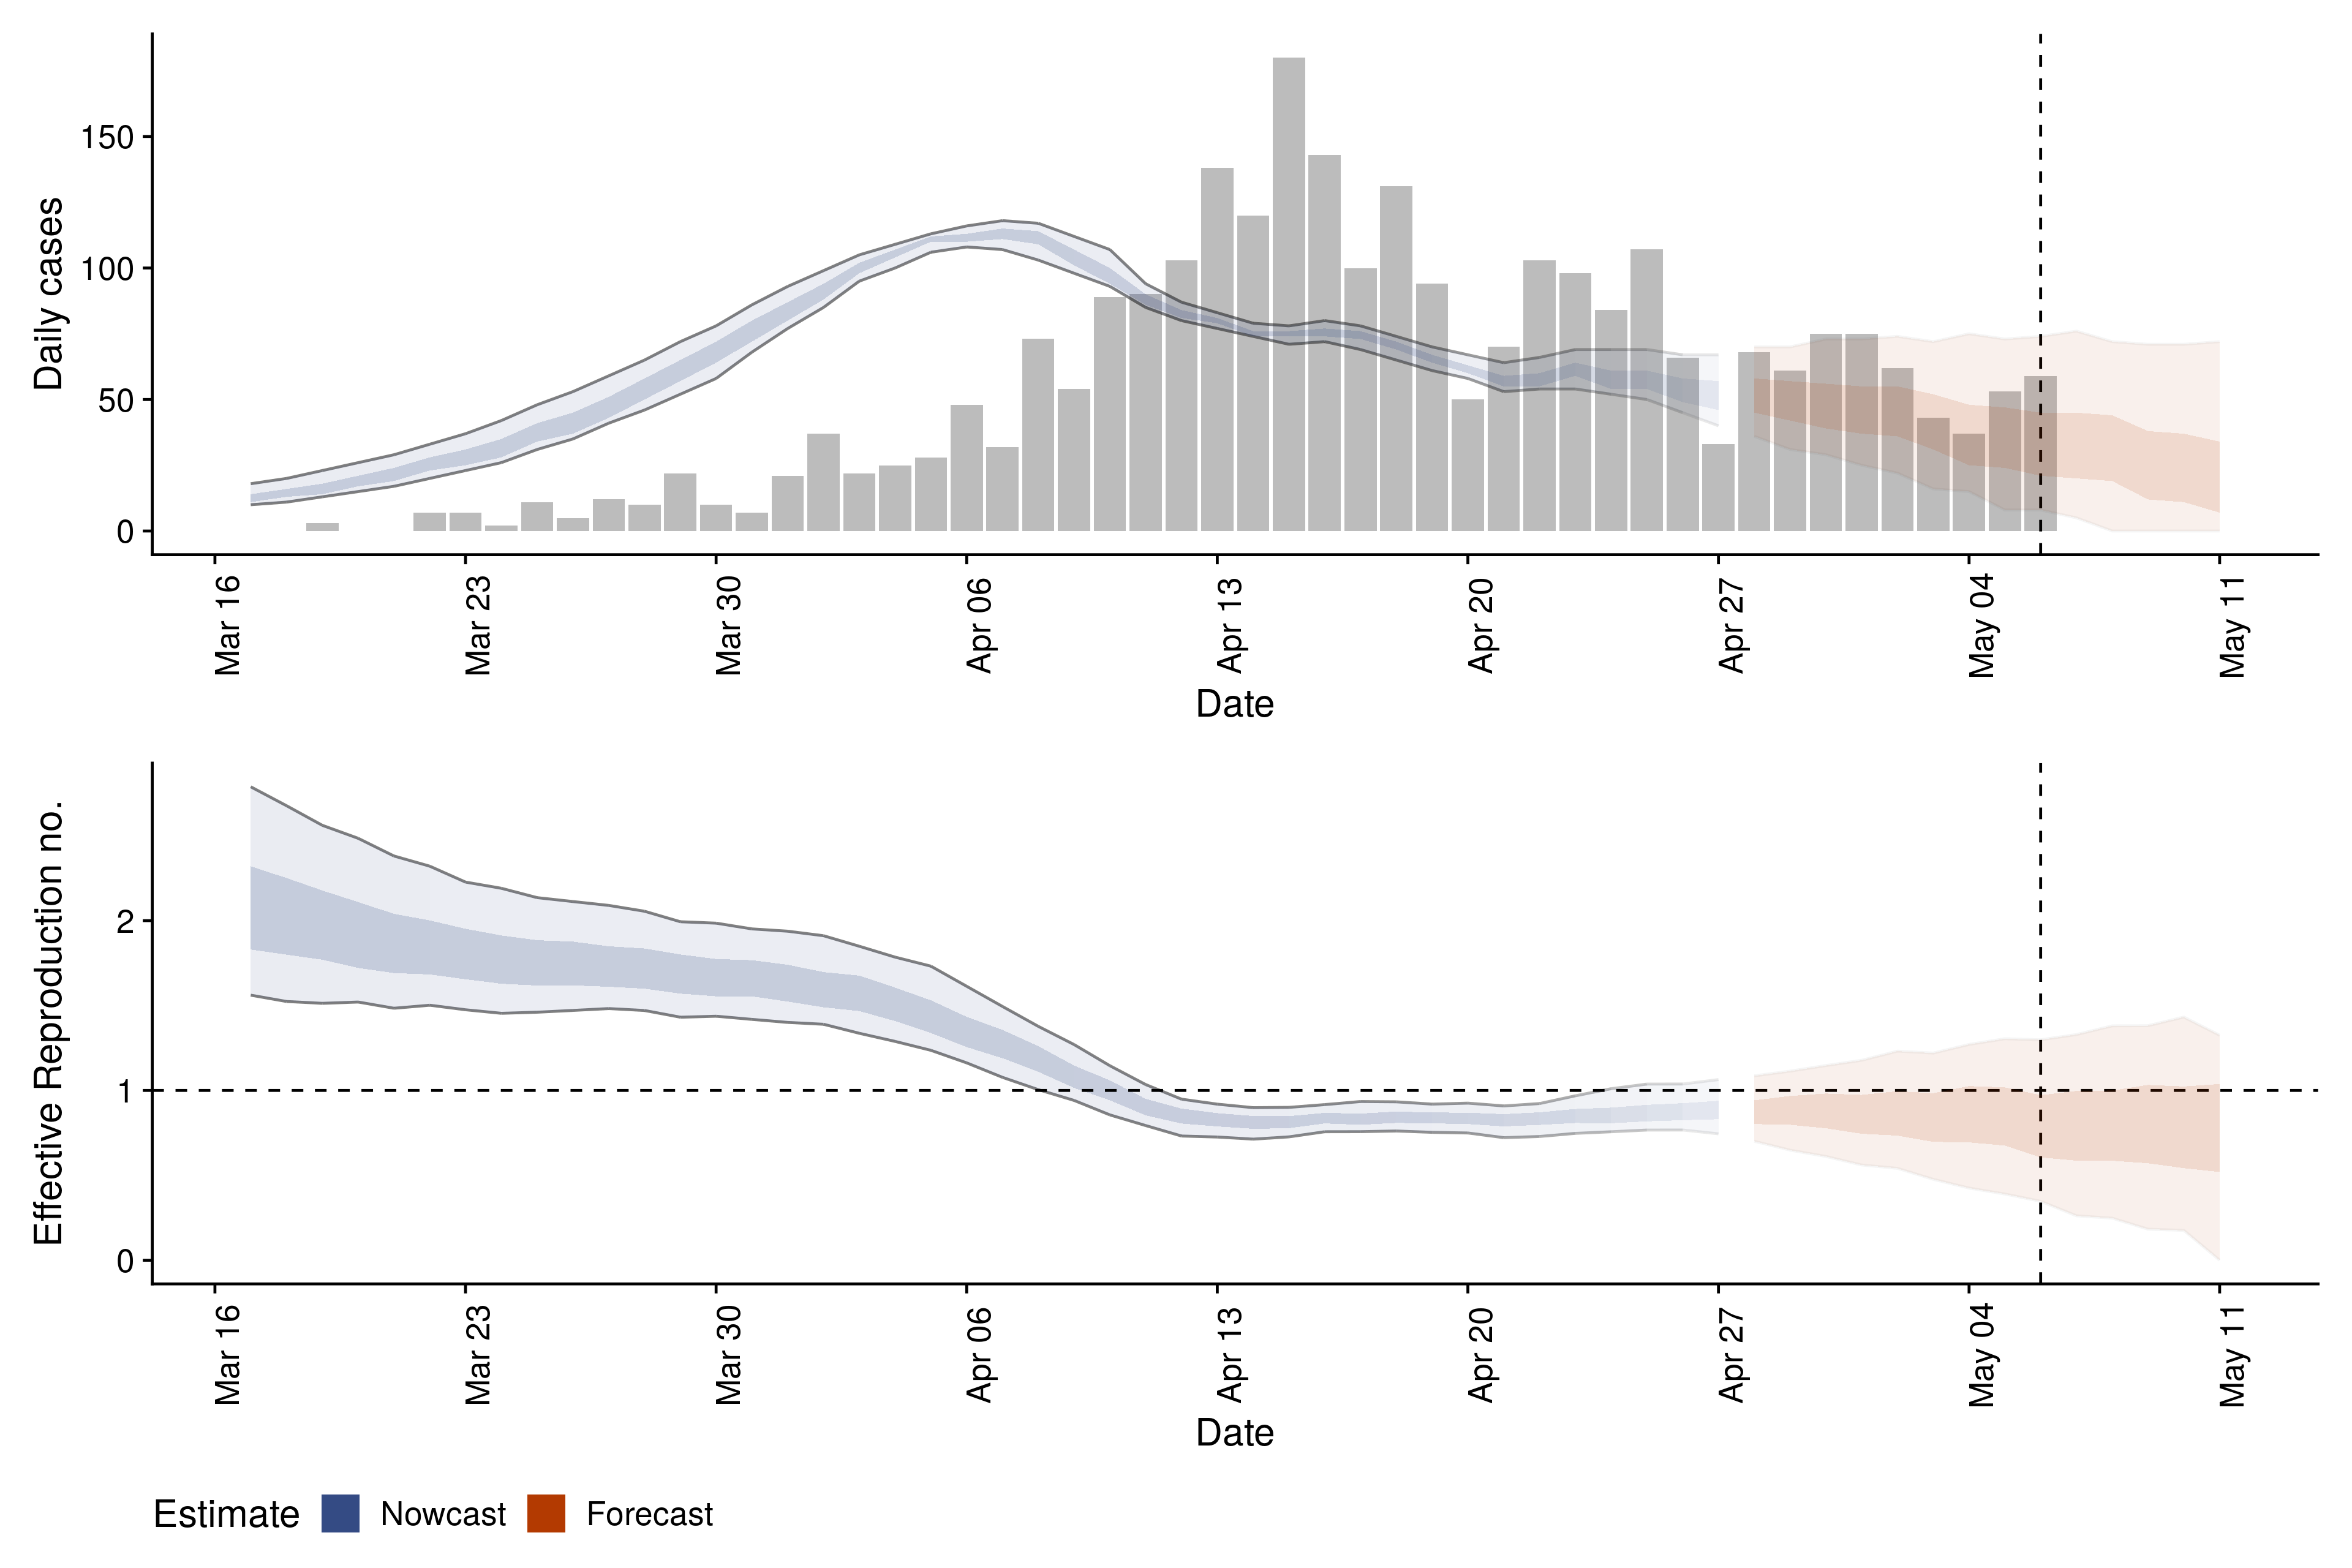 Daily cases
150
100
50
0
Mar 16
Mar 23
Mar 30
Apr 06
Apr 13
Apr 20
Apr 27
May 04
May 11
Date
Effective Reproduction no.
2
1
0
Mar 16
Mar 23
Mar 30
Apr 06
Apr 13
Apr 20
Apr 27
May 04
May 11
Date
Estimate Nowcast Forecast